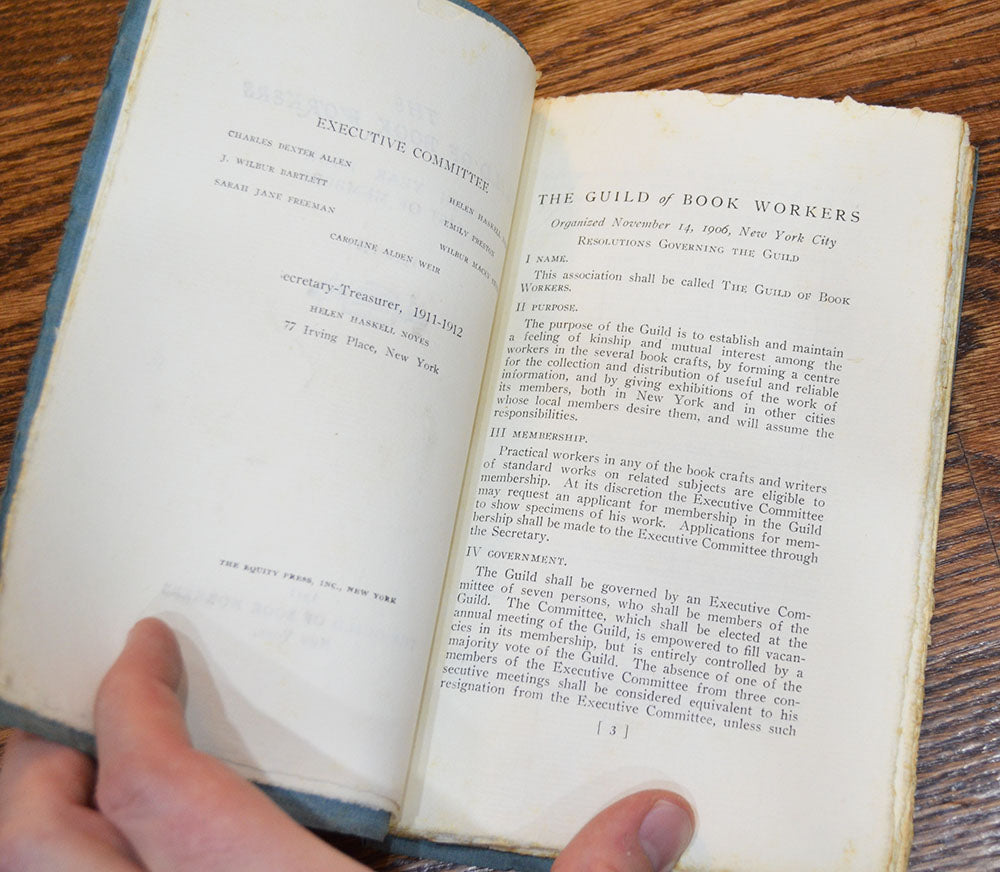 EXECUTIVE COMMITTEE
CHARLES DEXTER ALLEN
J. WILBUR BARTLETT
SARAH JANE FREEMAN
HELEN HASKELL
EMILY PRESTON
WILBUR MACEY
CAROLINE ALDEN WEIR
ecretary-Treasurer, 1911-1912
HELEN HASKELL NOYES
77 Irving Place, New York
THE EQUITY PRESS, INC., NEW YORK
THE GUILD of BOOK WORKERS
Organized November 14, 1906, New York City
RESOLUTIONS GOVERNING THE GUILD
I NAME.
This association shall be called THE GUILD OF BOOK
WORKERS.
II PURPOSE.
The purpose of the Guild is to establish and maintain
a feeling of kinship and mutual interest among the
workers in the several book crafts, by forming a centre
for the collection and distribution of useful and reliable
information, and by giving exhibitions of the work of
its members, both in New York and in other cities
whose local members desire them, and will assume the
responsibilities.
III MEMBERSHIP.
Practical workers in any of the book crafts and writers
of standard works on related subjects are eligible to
membership. At its discretion the Executive Committee
may request an applicant for membership in the Guild
to show specimens of his work. Applications for mem-
bership shall be made to the Executive Committee through
the Secretary.
IV GOVERNMENT.
The Guild shall be governed by an Executive Com-
mittee of seven persons, who shall be members of the
Guild. The Committee, which shall be elected at the
annual meeting of the Guild, is empowered to fill vacan-
cies in its membership, but is entirely controlled by a
majority vote of the Guild. The absence of one of the
members of the Executive Committee from three con-
secutive meetings shall be considered equivalent to his
resignation from the Executive Committee, unless such
[ 3 ]